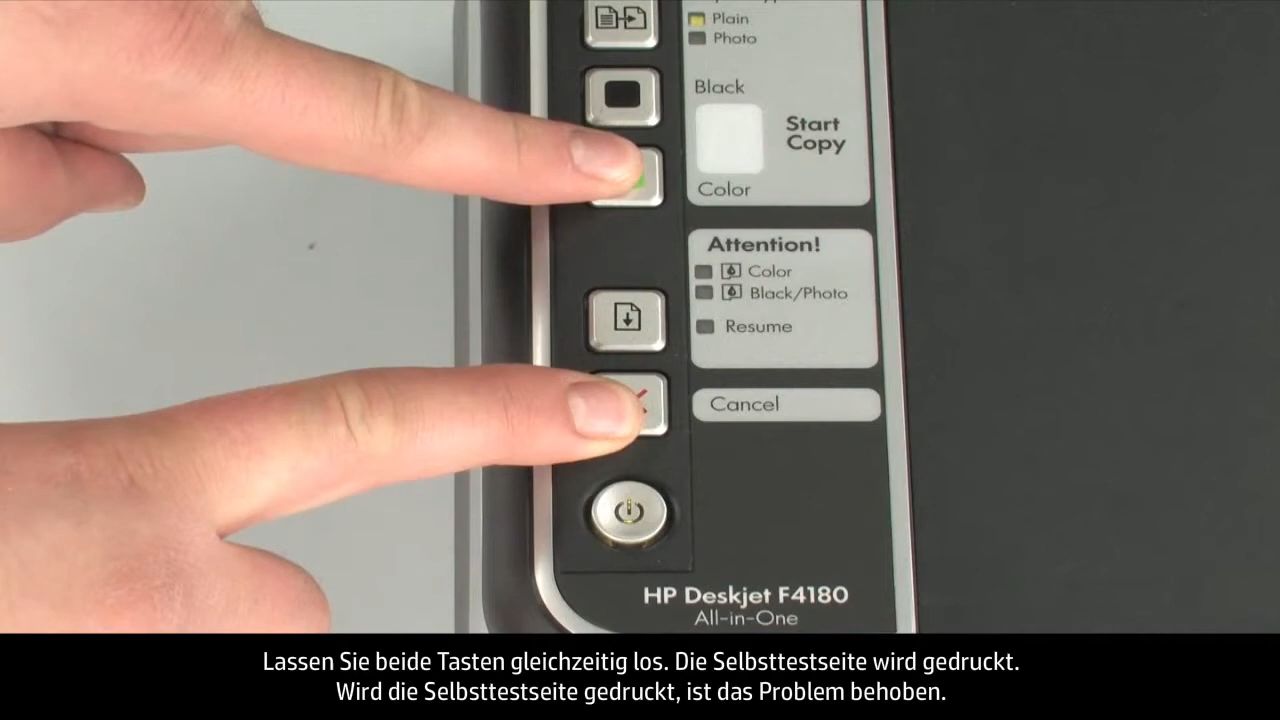 Plain
Photo
Black
Start
Copy
Color
Attention!
Color
Black/Photo
Resume
Cancel
HP Deskjet F4180
All-in-One
Lassen Sie beide Tasten gleichzeitig los. Die Selbsttestseite wird gedruckt.
Wird die Selbsttestseite gedruckt, ist das Problem behoben.